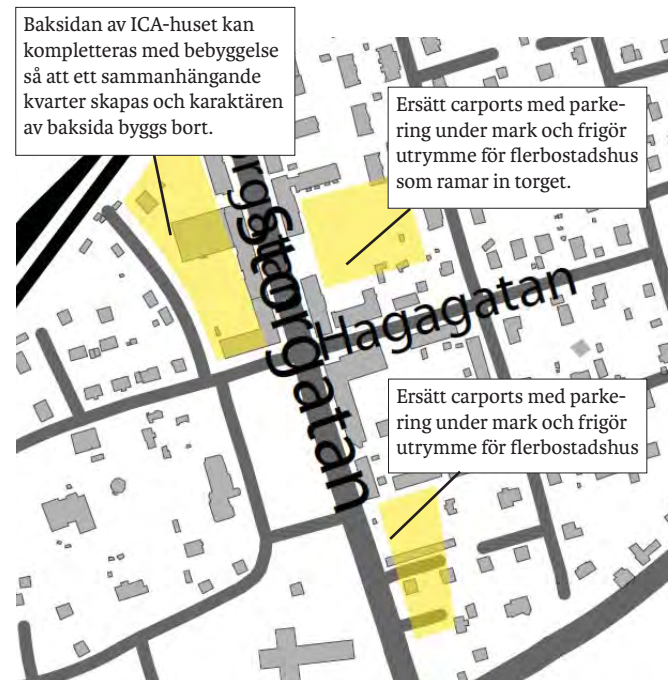 Baksidan av ICA-huset kan
kompletteras med bebyggelse
så att ett sammanhängande
kvarter skapas och karaktären
av baksida byggs bort.
Ersätt carports med parke-
ring under mark och frigör
utrymme för flerbostadshus
som ramar in torget.
Storgatan
Hagagatan
Ersätt carports med parke-
ring under mark och frigör
utrymme för flerbostadshus